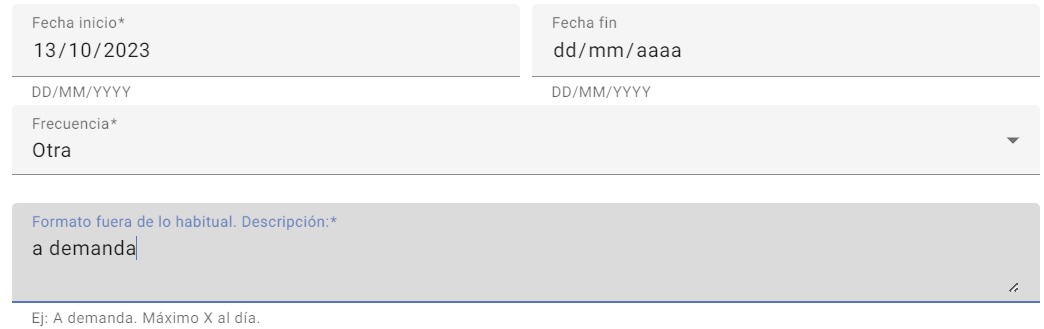 Fecha inicio*
13/10/2023
DD/MM/YYYY
Fecha fin
dd/mm/aaaa
DD/MM/YYYY
Frecuencia*
Otra
Formato fuera de lo habitual. Descripción:*
a demanda
Ej: A demanda. Máximo X al día.